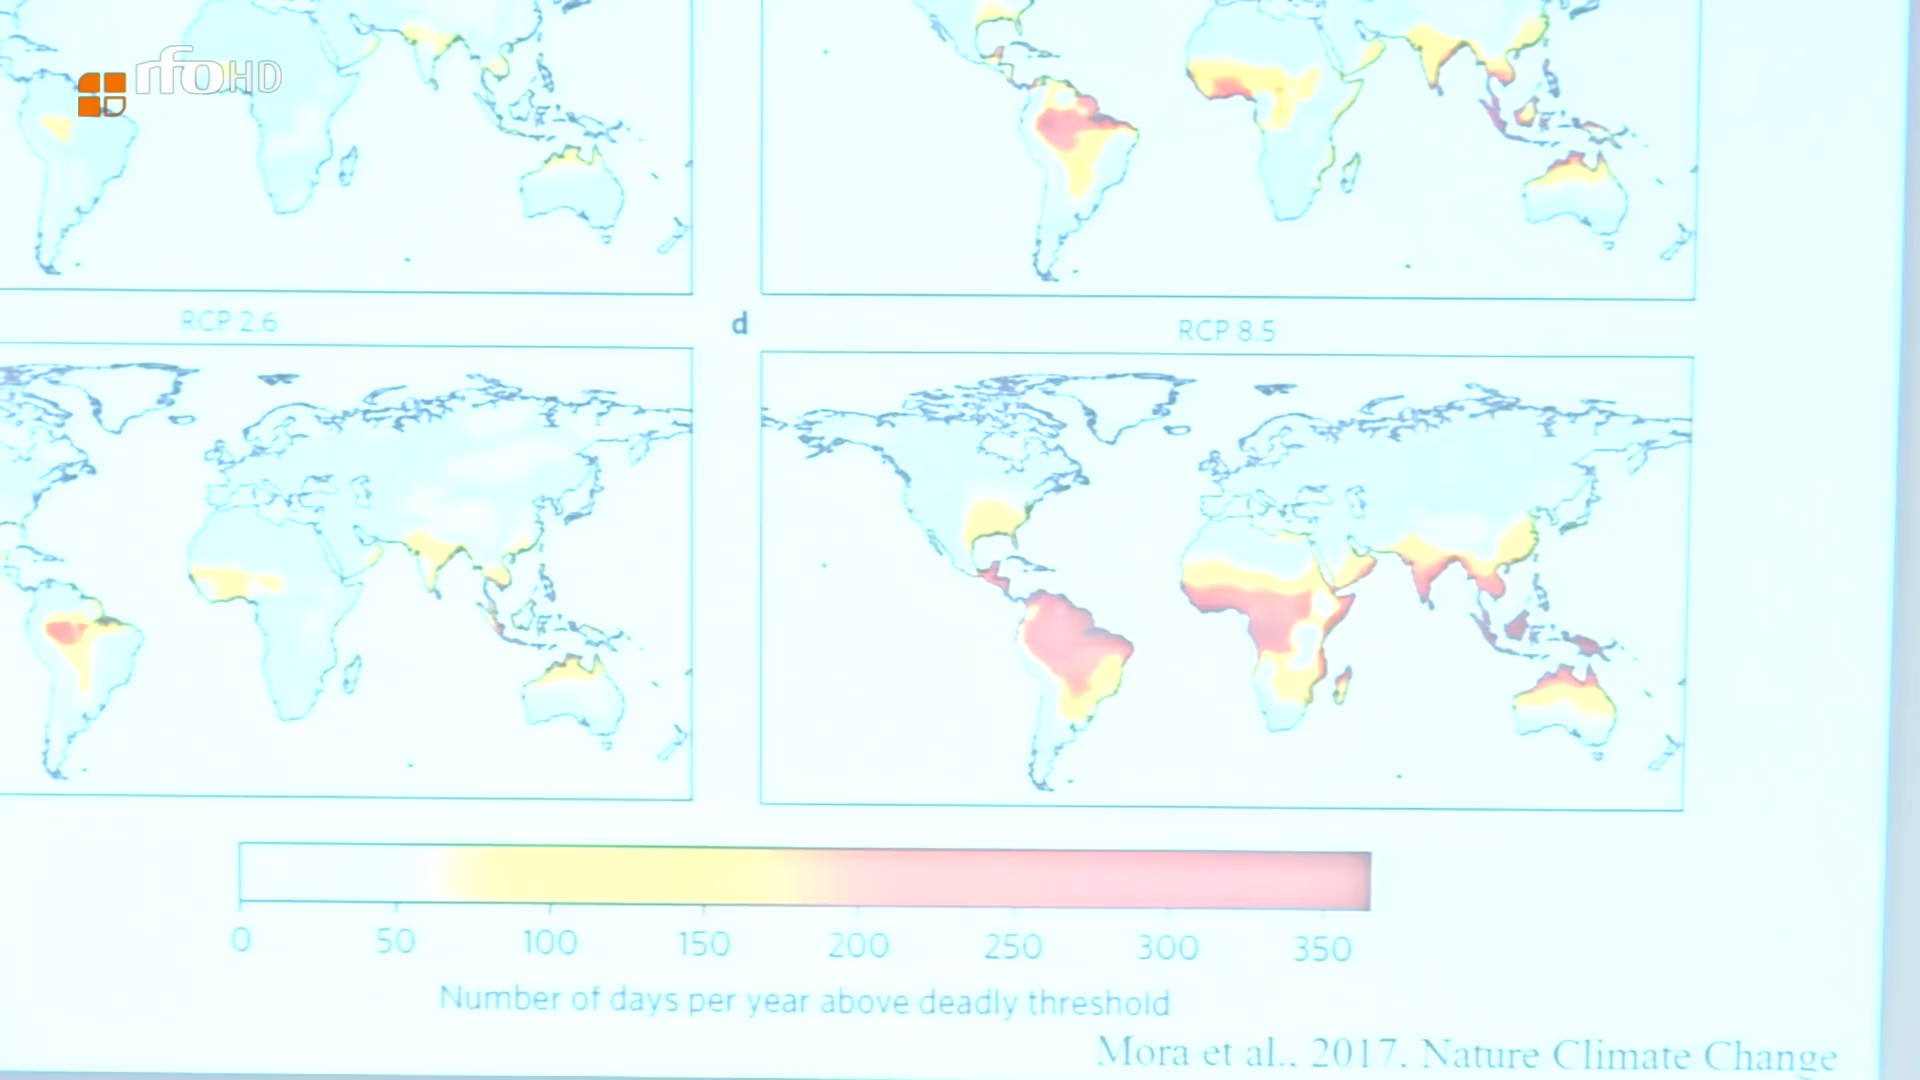 rfo HD
RCP 2.6
d
RCP 8.5
0 50 100 150 200 250 300 350
Number of days per year above deadly threshold
Mora et al.. 2017. Nature Climate Change